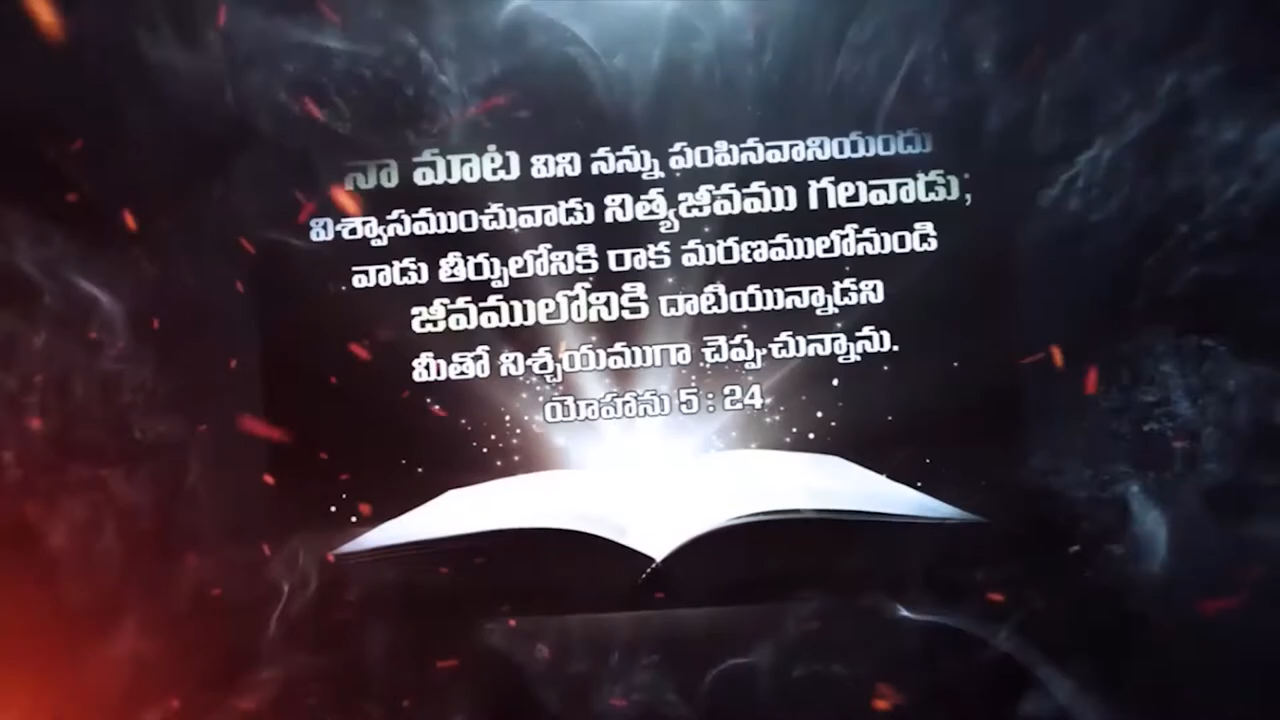 నా మాట విని నన్ను పంపినవానియందు
విశ్వాసముంచువాడు నిత్యజీవము గలవాడు;
వాడు తీర్పులోనికి రాక మరణములోనుండి
జీవములోనికి దాటియున్నాడని
మీతో నిశ్చయముగా చెప్పుచున్నాను.
యోహాను 5 : 24